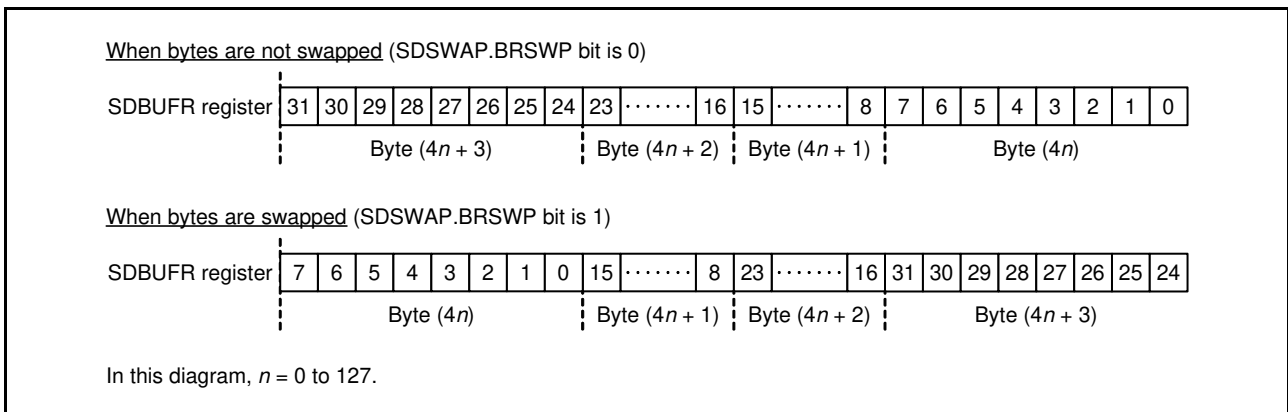 When bytes are not swapped (SDSWAP.BRSWP bit is 0)
SDBUFR register 31 30 29 28 27 26 25 24 23 ······· 16 15 ······· 8 7 6 5 4 3 2 1 0
Byte (4n + 3) Byte (4n + 2) Byte (4n + 1) Byte (4n)
When bytes are swapped (SDSWAP.BRSWP bit is 1)
SDBUFR register 7 6 5 4 3 2 1 0 15 ······· 8 23 ······· 16 31 30 29 28 27 26 25 24
Byte (4n) Byte (4n + 1) Byte (4n + 2) Byte (4n + 3)
In this diagram, n = 0 to 127.